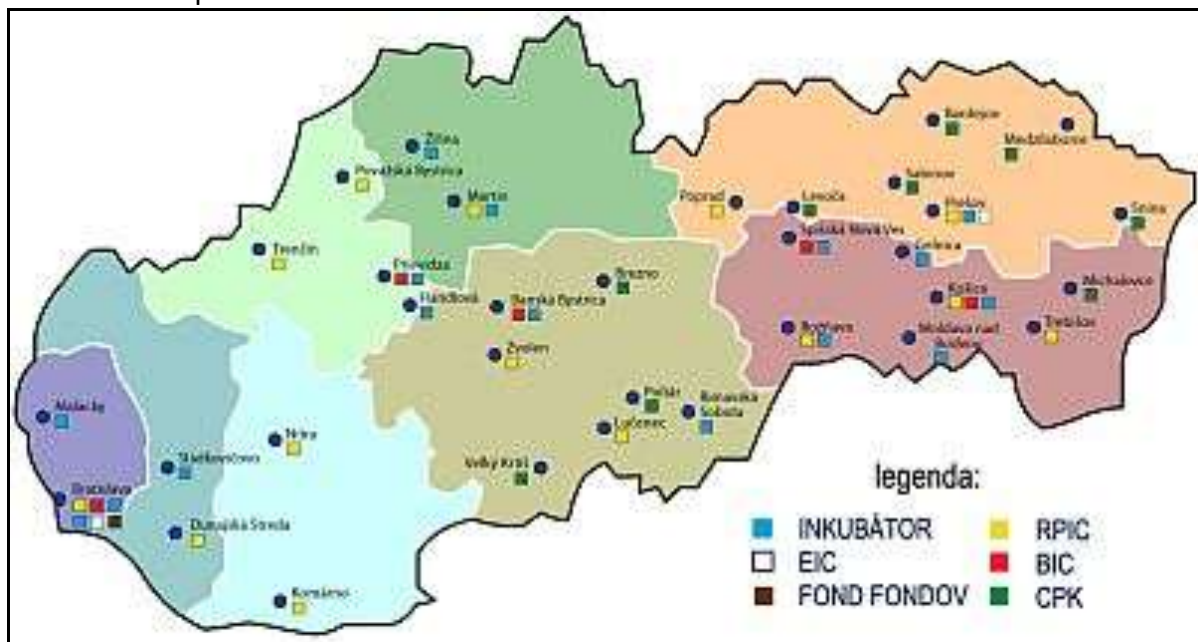 Bardejov
Medzilaborce
Žilina
Považská Bystrica
Sabinov
Martin
Poprad
Levoča
Prešov
Snina
Spišská Nová Ves
Trenčín
Gelnica
Prievidza
Brezno
Michalovce
Handlová
Banská Bystrica
Košice
Rožňava
Moldava nad
Bodvou
Trebišov
Zvolen
Poltár
Rimavská
Sobota
Malacky
Lučenec
Nitra
Veľký Krtíš
Sládkovičovo
Bratislava
Dunajská Streda
Komárno
legenda:
INKUBÁTOR
RPIC
EIC
BIC
FOND FONDOV
CPK